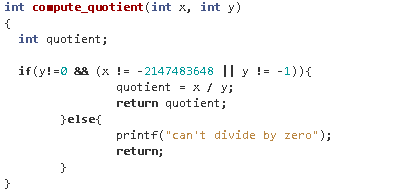 int compute_quotient(int x, int y)
{
int quotient;
if(y!=0 && (x != -2147483648 || y != -1)){
quotient = x / y;
return quotient;
}else{
printf("can't divide by zero");
return;
}
}